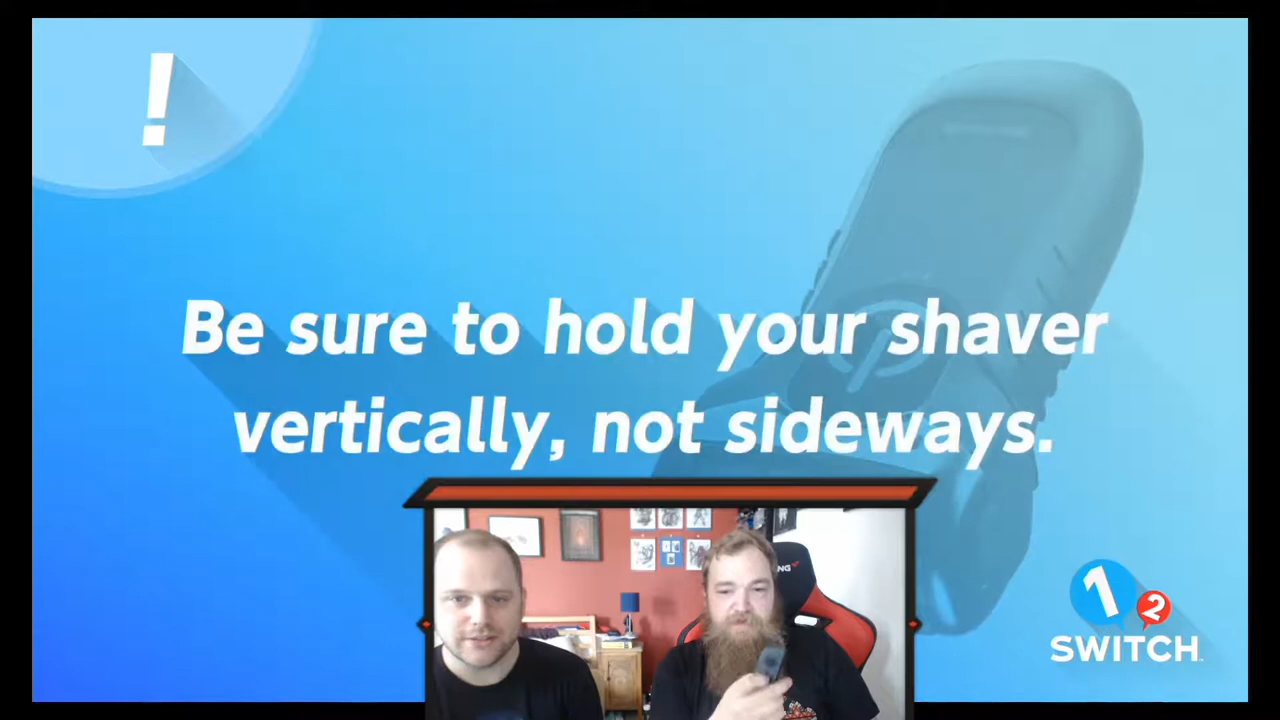 !
Be sure to hold your shaver
vertically, not sideways.
1 2
SWITCH